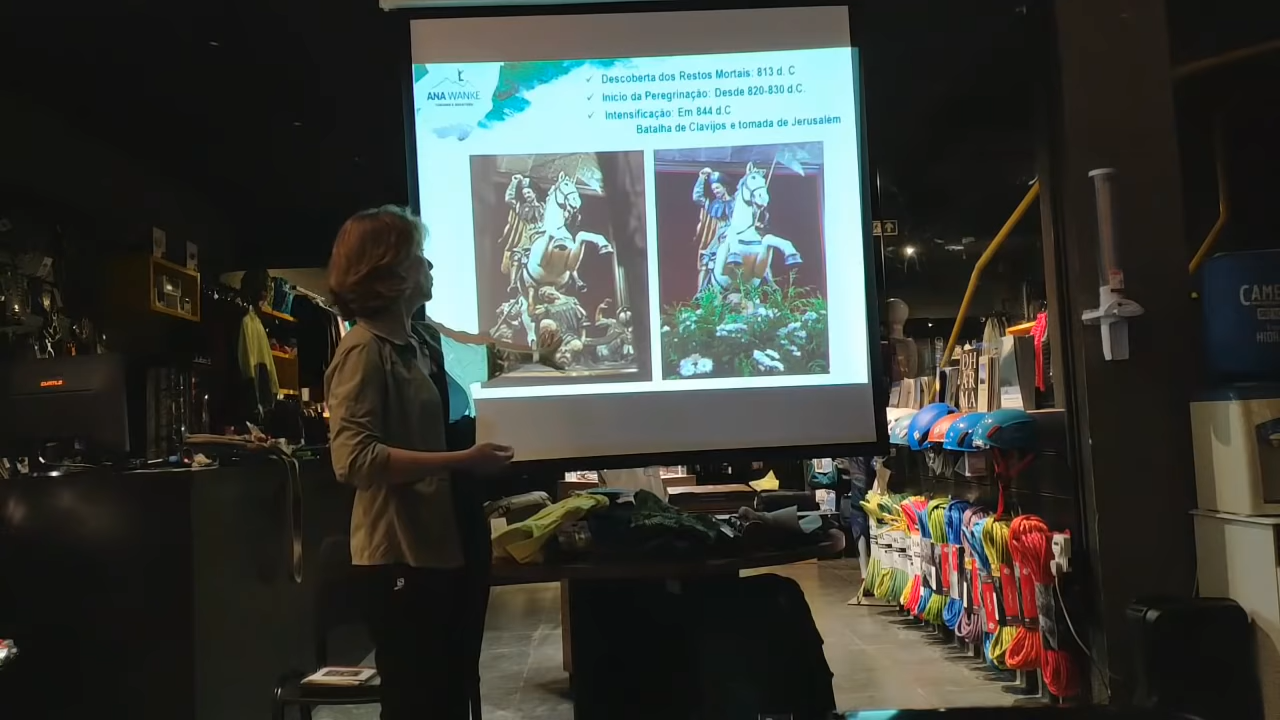 ANA WANKE
✓ Descoberta dos Restos Mortais: 813 d. C
✓ Início da Peregrinação: Desde 820-830 d.C.
✓ Intensificação: Em 844 d.C
Batalha de Clavijos e tomada de Jerusalém
DHARMA